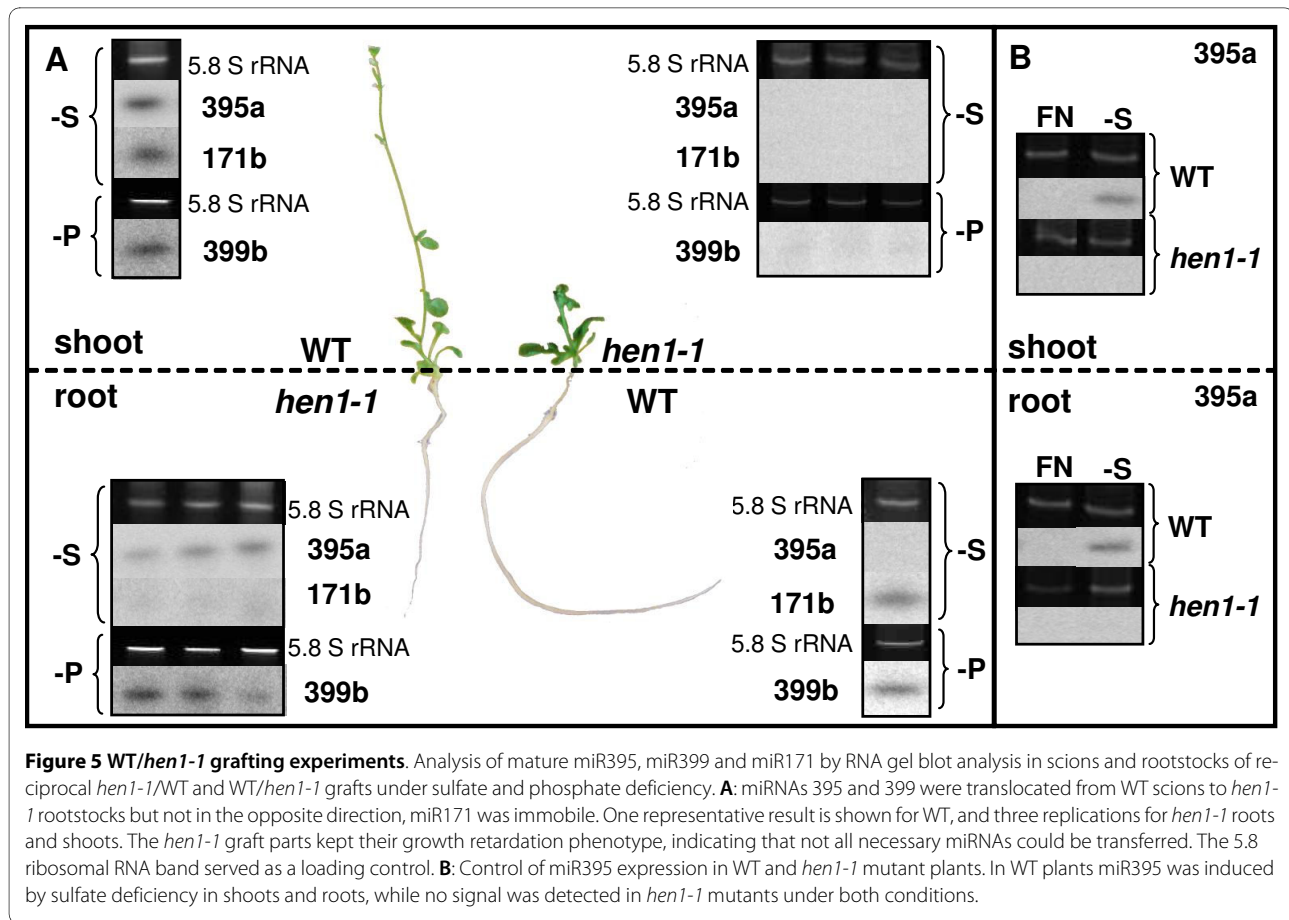 A
5.8 S rRNA
-S
395a
171b
5.8 S rRNA
-P
399b
5.8 S rRNA
395a
-S
171b
5.8 S rRNA
-P
399b
shoot
WT
hen1-1
root
hen1-1
WT
5.8 S rRNA
-S
395a
171b
5.8 S rRNA
-P
399b
5.8 S rRNA
395a
-S
171b
5.8 S rRNA
-P
399b
B
395a
FN -S
WT
hen1-1
shoot
root
395a
FN -S
WT
hen1-1
Figure 5 WT/hen1-1 grafting experiments. Analysis of mature miR395, miR399 and miR171 by RNA gel blot analysis in scions and rootstocks of re-
ciprocal hen1-1/WT and WT/hen1-1 grafts under sulfate and phosphate deficiency. A: miRNAs 395 and 399 were translocated from WT scions to hen1-
1 rootstocks but not in the opposite direction, miR171 was immobile. One representative result is shown for WT, and three replications for hen1-1 roots
and shoots. The hen1-1 graft parts kept their growth retardation phenotype, indicating that not all necessary miRNAs could be transferred. The 5.8
ribosomal RNA band served as a loading control. B: Control of miR395 expression in WT and hen1-1 mutant plants. In WT plants miR395 was induced
by sulfate deficiency in shoots and roots, while no signal was detected in hen1-1 mutants under both conditions.